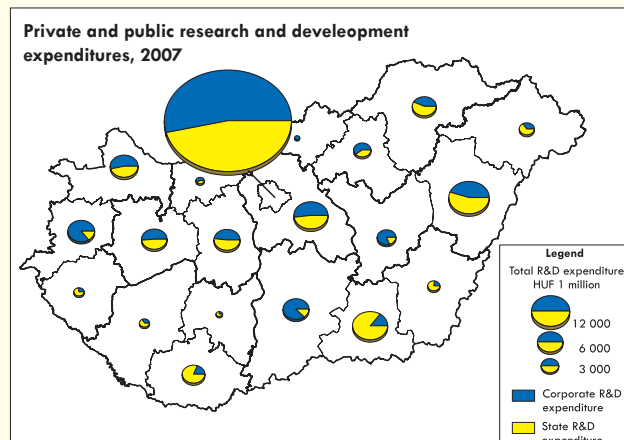 Private and public research and develeopment
expenditures, 2007
Legend
Total R&D expenditure
HUF 1 million
12 000
6 000
3 000
Corporate R&D
expenditure
State R&D
expenditure